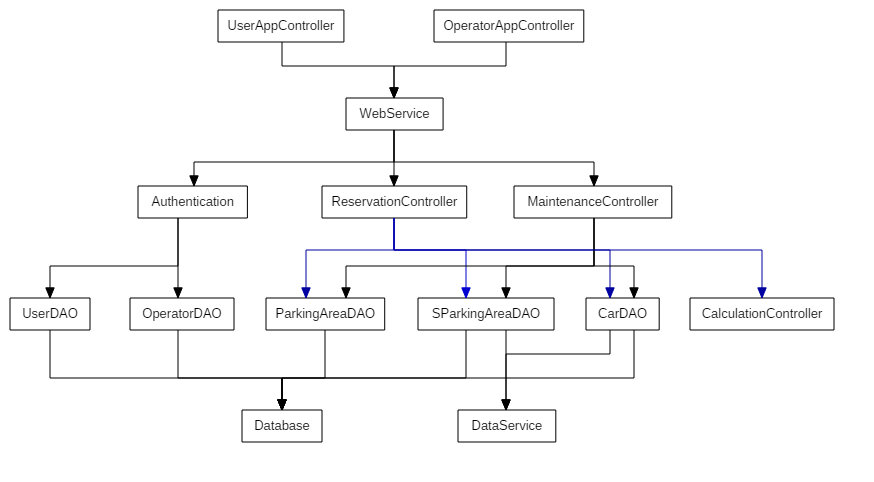 UserAppController
OperatorAppController
WebService
Authentication
ReservationController
MaintenanceController
UserDAO
OperatorDAO
ParkingAreaDAO
SParkingAreaDAO
CarDAO
CalculationController
Database
DataService